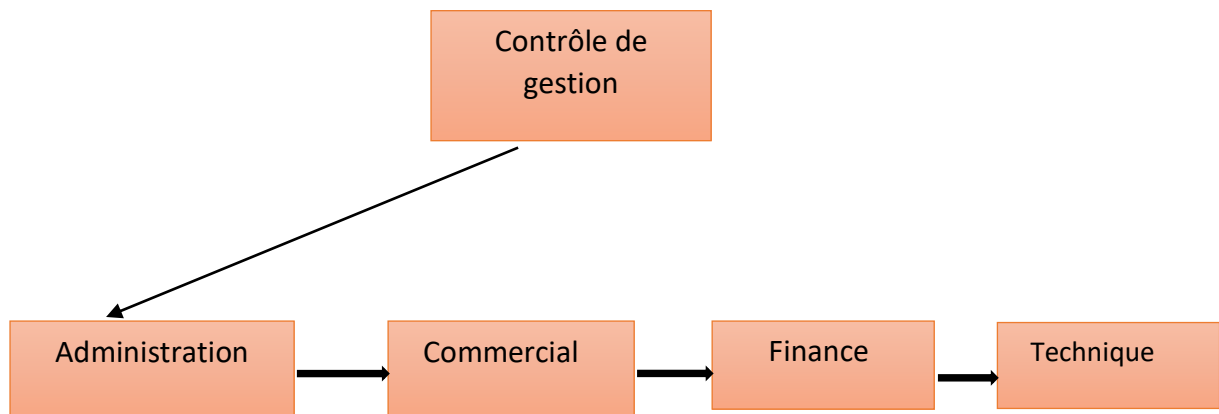 Contrôle de
gestion
Administration
Commercial
Finance
Technique